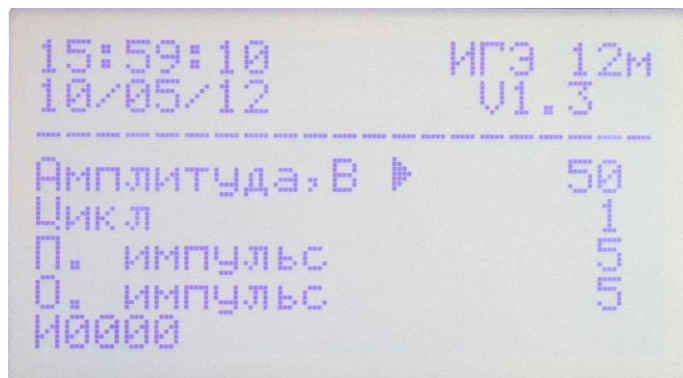 15:59:10 ИГЭ 12м
10/05/12 V1.3
Амплитуда,В ▶ 50
Цикл 1
П. импульс 5
О. импульс 5
И0000